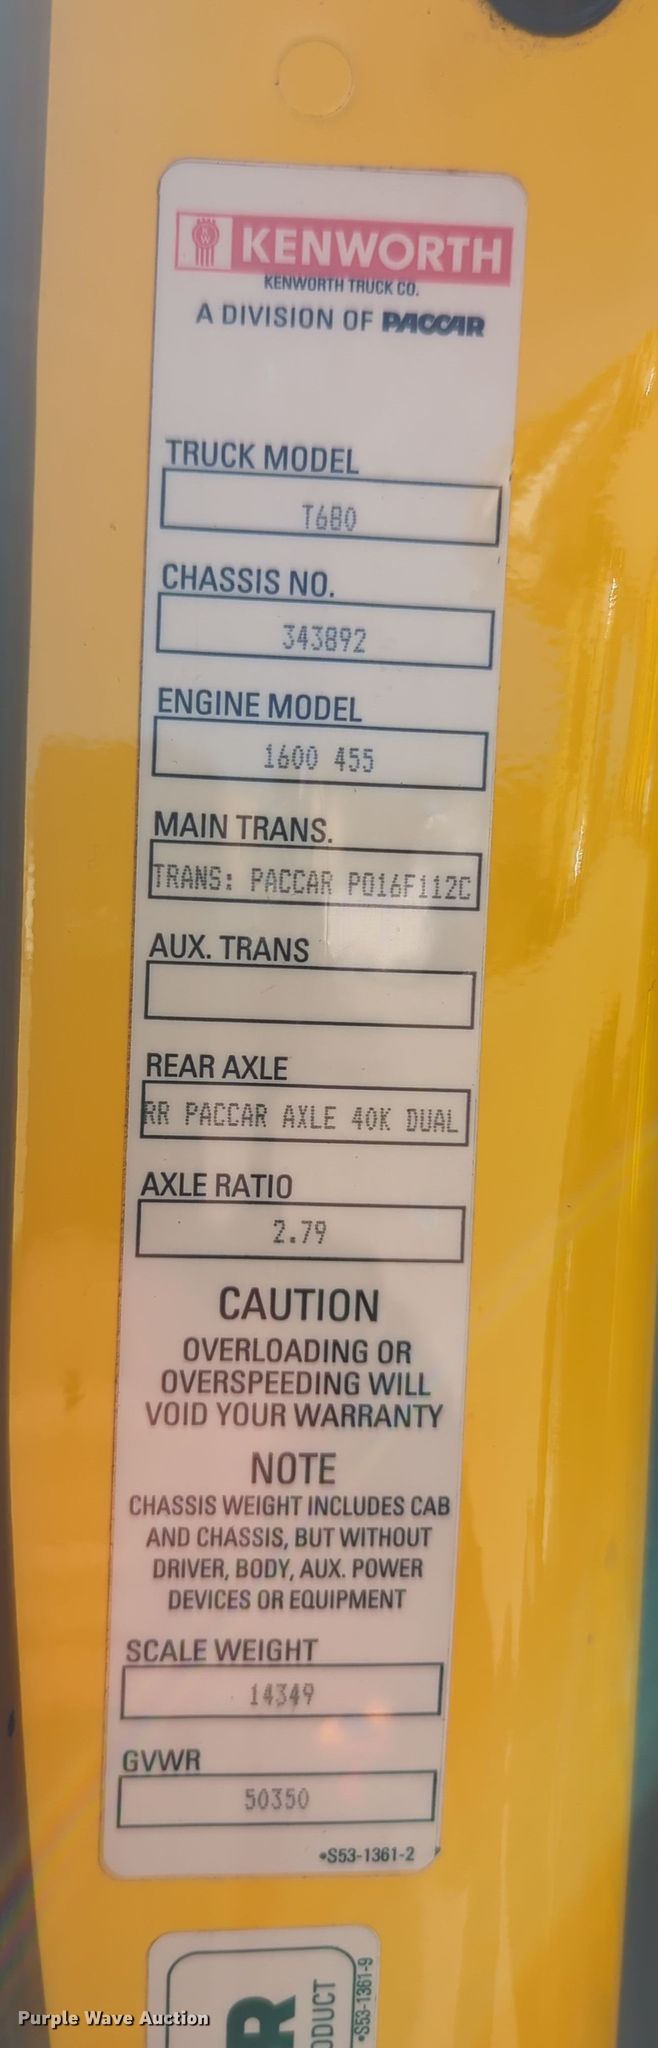 KW KENWORTH
KENWORTH TRUCK CO.
A DIVISION OF PACCAR
TRUCK MODEL
T680
CHASSIS NO.
343892
ENGINE MODEL
1600 455
MAIN TRANS.
TRANS: PACCAR PO16F112C
AUX. TRANS
REAR AXLE
RR PACCAR AXLE 40K DUAL
AXLE RATIO
2.79
CAUTION
OVERLOADING OR
OVERSPEEDING WILL
VOID YOUR WARRANTY
NOTE
CHASSIS WEIGHT INCLUDES CAB
AND CHASSIS, BUT WITHOUT
DRIVER, BODY, AUX. POWER
DEVICES OR EQUIPMENT
SCALE WEIGHT
14349
GVWR
50350
•S53-1361-2
R
ODUCT
•S53-1361-9
Purple Wave Auction